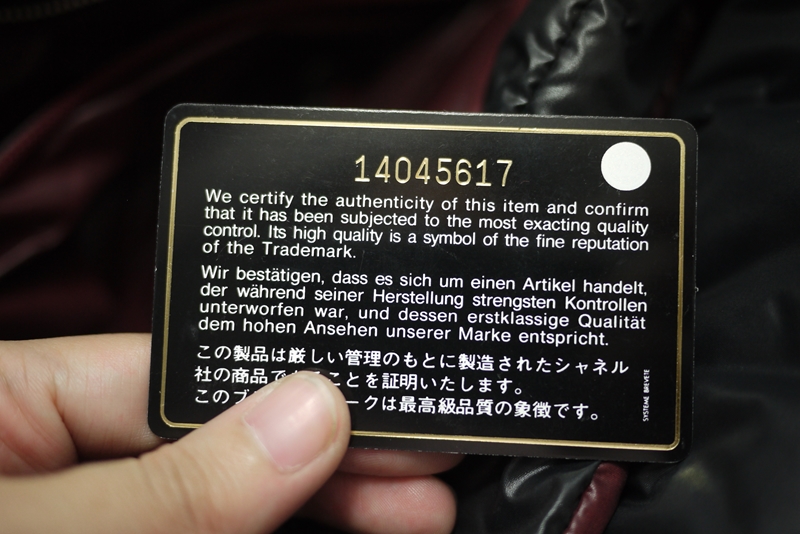 14045617
We certify the authenticity of this item and confirm
that it has been subjected to the most exacting quality
control. Its high quality is a symbol of the fine reputation
of the Trademark.
Wir bestätigen, dass es sich um einen Artikel handelt,
der während seiner Herstellung strengsten Kontrollen
unterworfen war, und dessen erstklassige Qualität
dem hohen Ansehen unserer Marke entspricht.
この製品は厳しい管理のもとに製造されたシャネル
社の商品で ことを証明いたします。
このブ ークは最高級品質の象徴です。
SYSTEME BREVETE